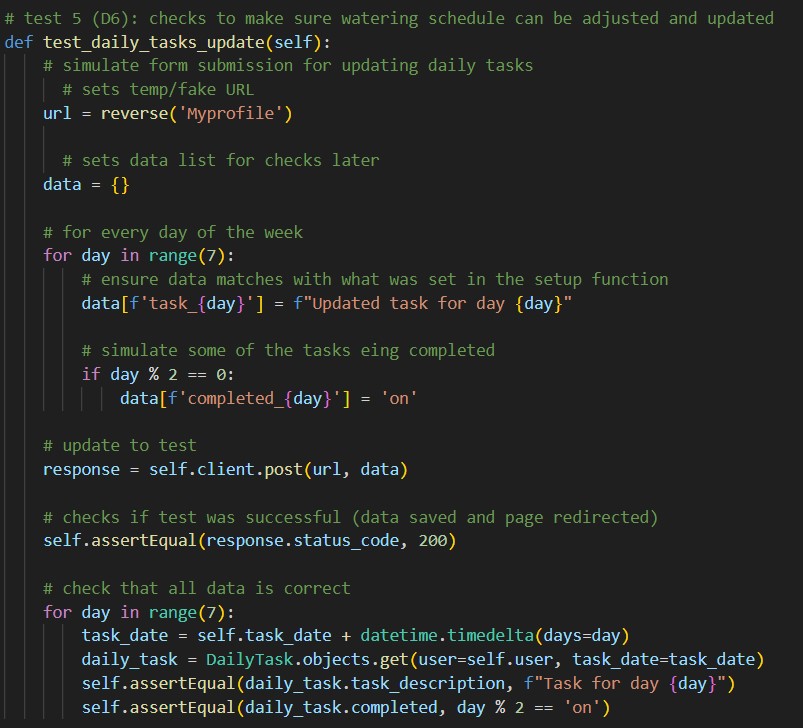 # test 5 (D6): checks to make sure watering schedule can be adjusted and updated
def test_daily_tasks_update(self):
# simulate form submission for updating daily tasks
# sets temp/fake URL
url = reverse('Myprofile')
# sets data list for checks later
data = {}
# for every day of the week
for day in range(7):
# ensure data matches with what was set in the setup function
data[f'task_{day}'] = f"Updated task for day {day}"
# simulate some of the tasks eing completed
if day % 2 == 0:
data[f'completed_{day}'] = 'on'
# update to test
response = self.client.post(url, data)
# checks if test was successful (data saved and page redirected)
self.assertEqual(response.status_code, 200)
# check that all data is correct
for day in range(7):
task_date = self.task_date + datetime.timedelta(days=day)
daily_task = DailyTask.objects.get(user=self.user, task_date=task_date)
self.assertEqual(daily_task.task_description, f"Task for day {day}")
self.assertEqual(daily_task.completed, day % 2 == 'on')